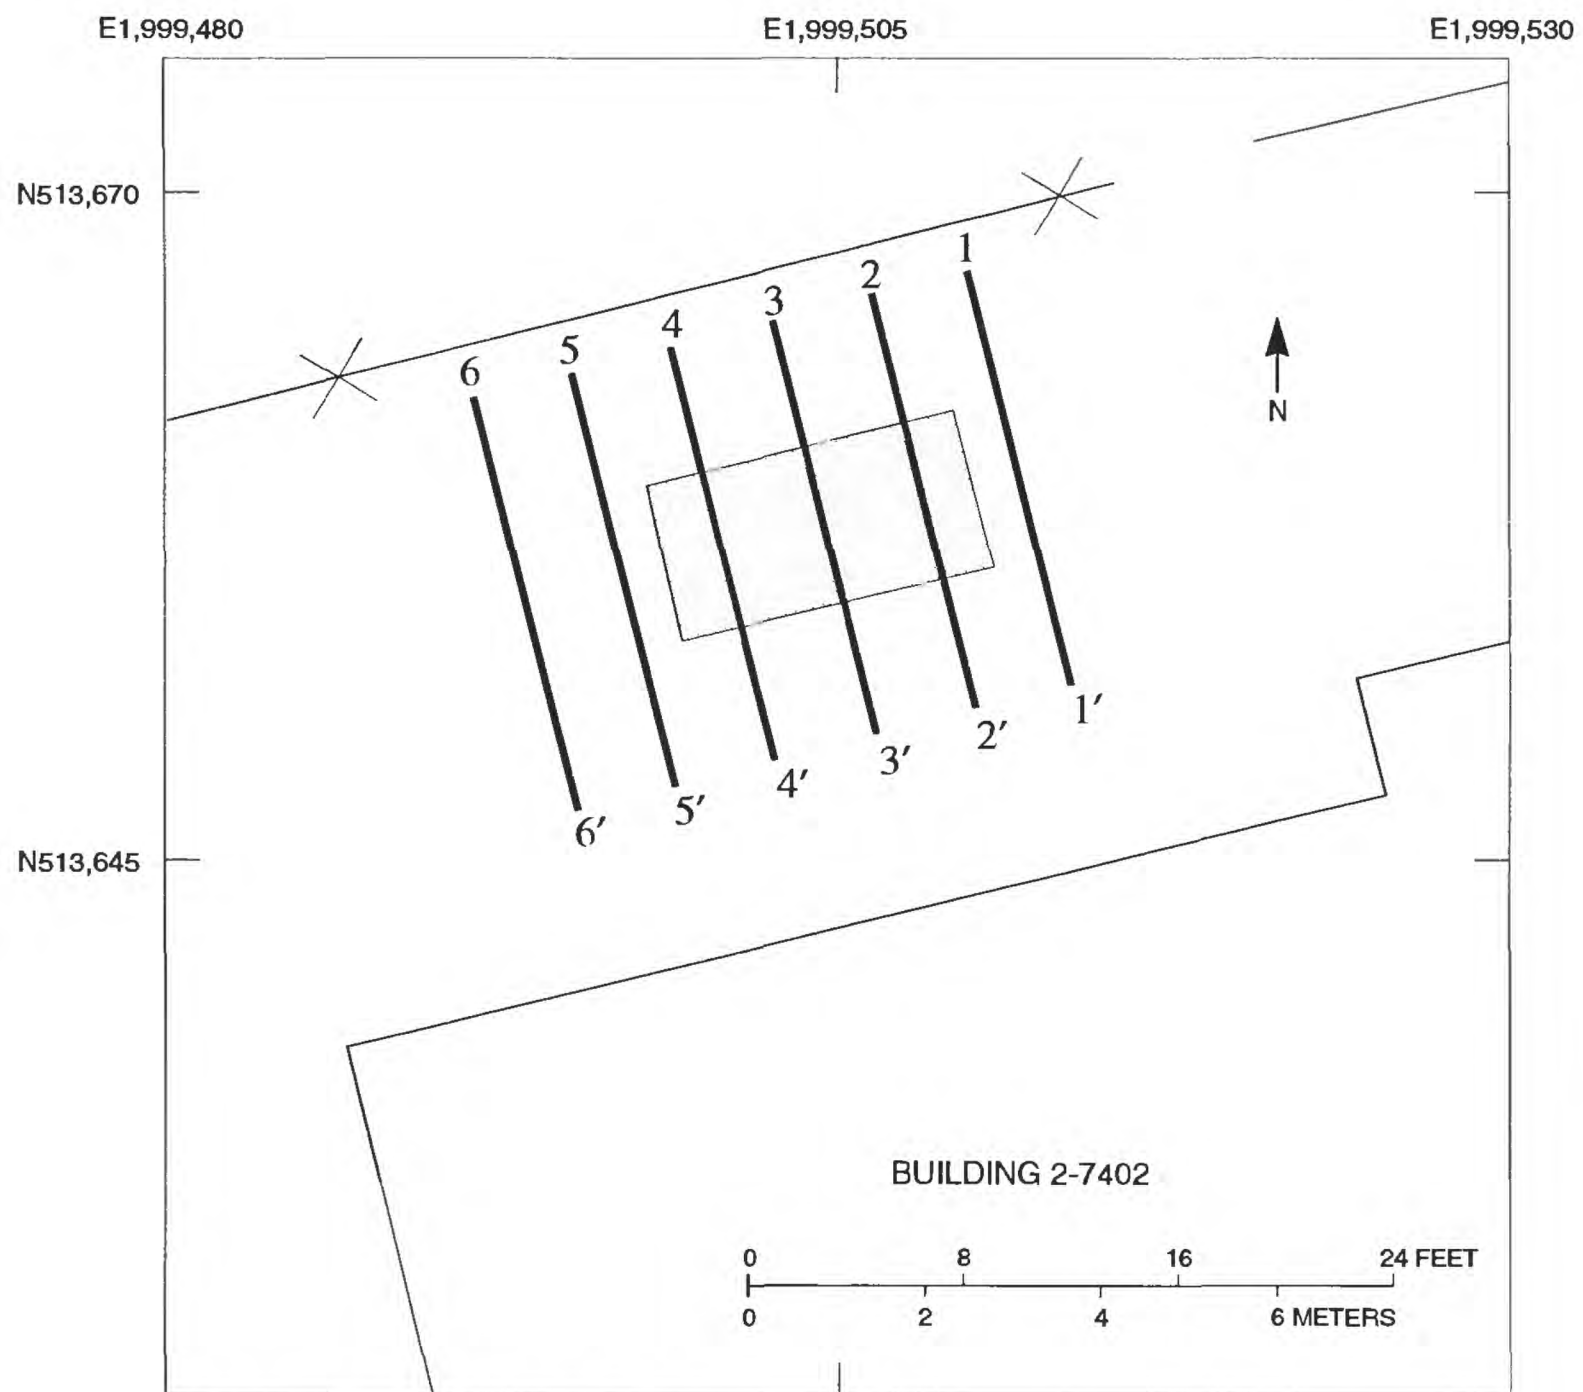 E1,999,480 E1,999,505 E1,999,530
N513,670
1
2
3
4
5
6
N
1′
2′
3′
4′
5′
6′
N513,645
BUILDING 2-7402
0 8 16 24 FEET
0 2 4 6 METERS